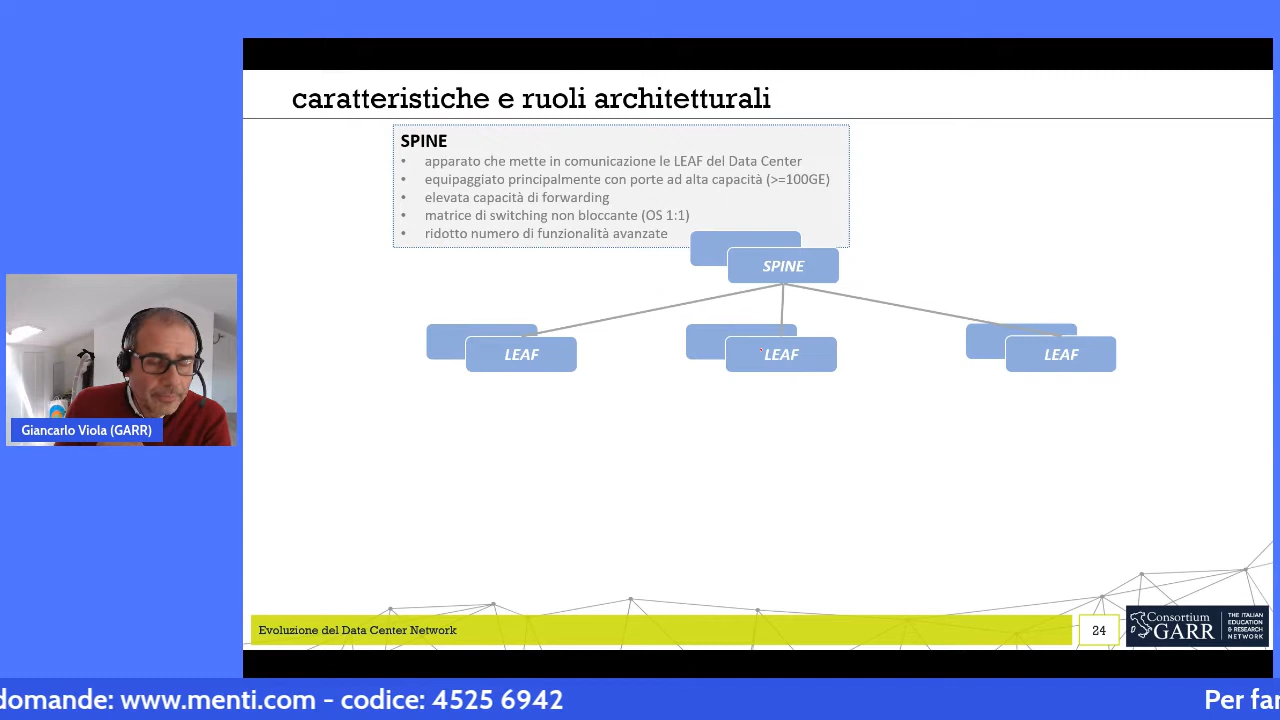 caratteristiche e ruoli architetturali
SPINE
• apparato che mette in comunicazione le LEAF del Data Center
• equipaggiato principalmente con porte ad alta capacità (>=100GE)
• elevata capacità di forwarding
• matrice di switching non bloccante (OS 1:1)
• ridotto numero di funzionalità avanzate
SPINE
LEAF
LEAF
LEAF
Giancarlo Viola (GARR)
Evoluzione del Data Center Network
24
Consortium
GARR
THE ITALIAN
EDUCATION
& RESEARCH
NETWORK
domande: www.menti.com - codice: 4525 6942
Per fa